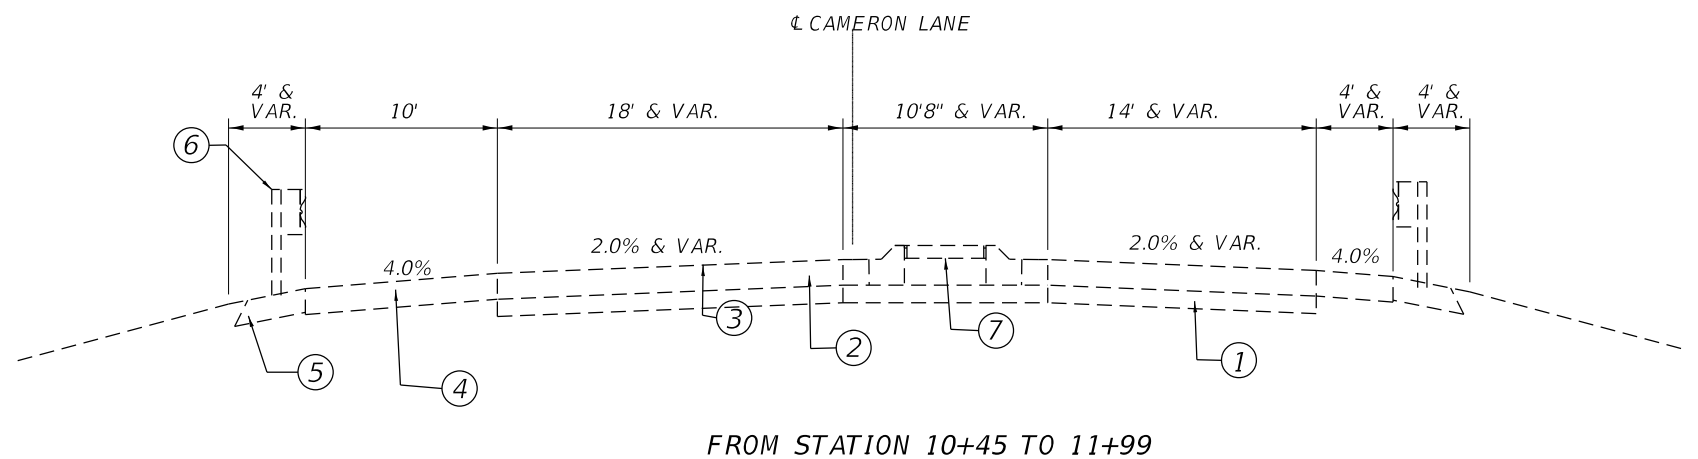 ℄ CAMERON LANE
4' &
VAR.
10'
18' & VAR.
10'8" & VAR.
14' & VAR.
4' &
VAR.
4' &
VAR.
6
4.0%
2.0% & VAR.
2.0% & VAR.
4.0%
5
4
3
2
7
1
FROM STATION 10+45 TO 11+99